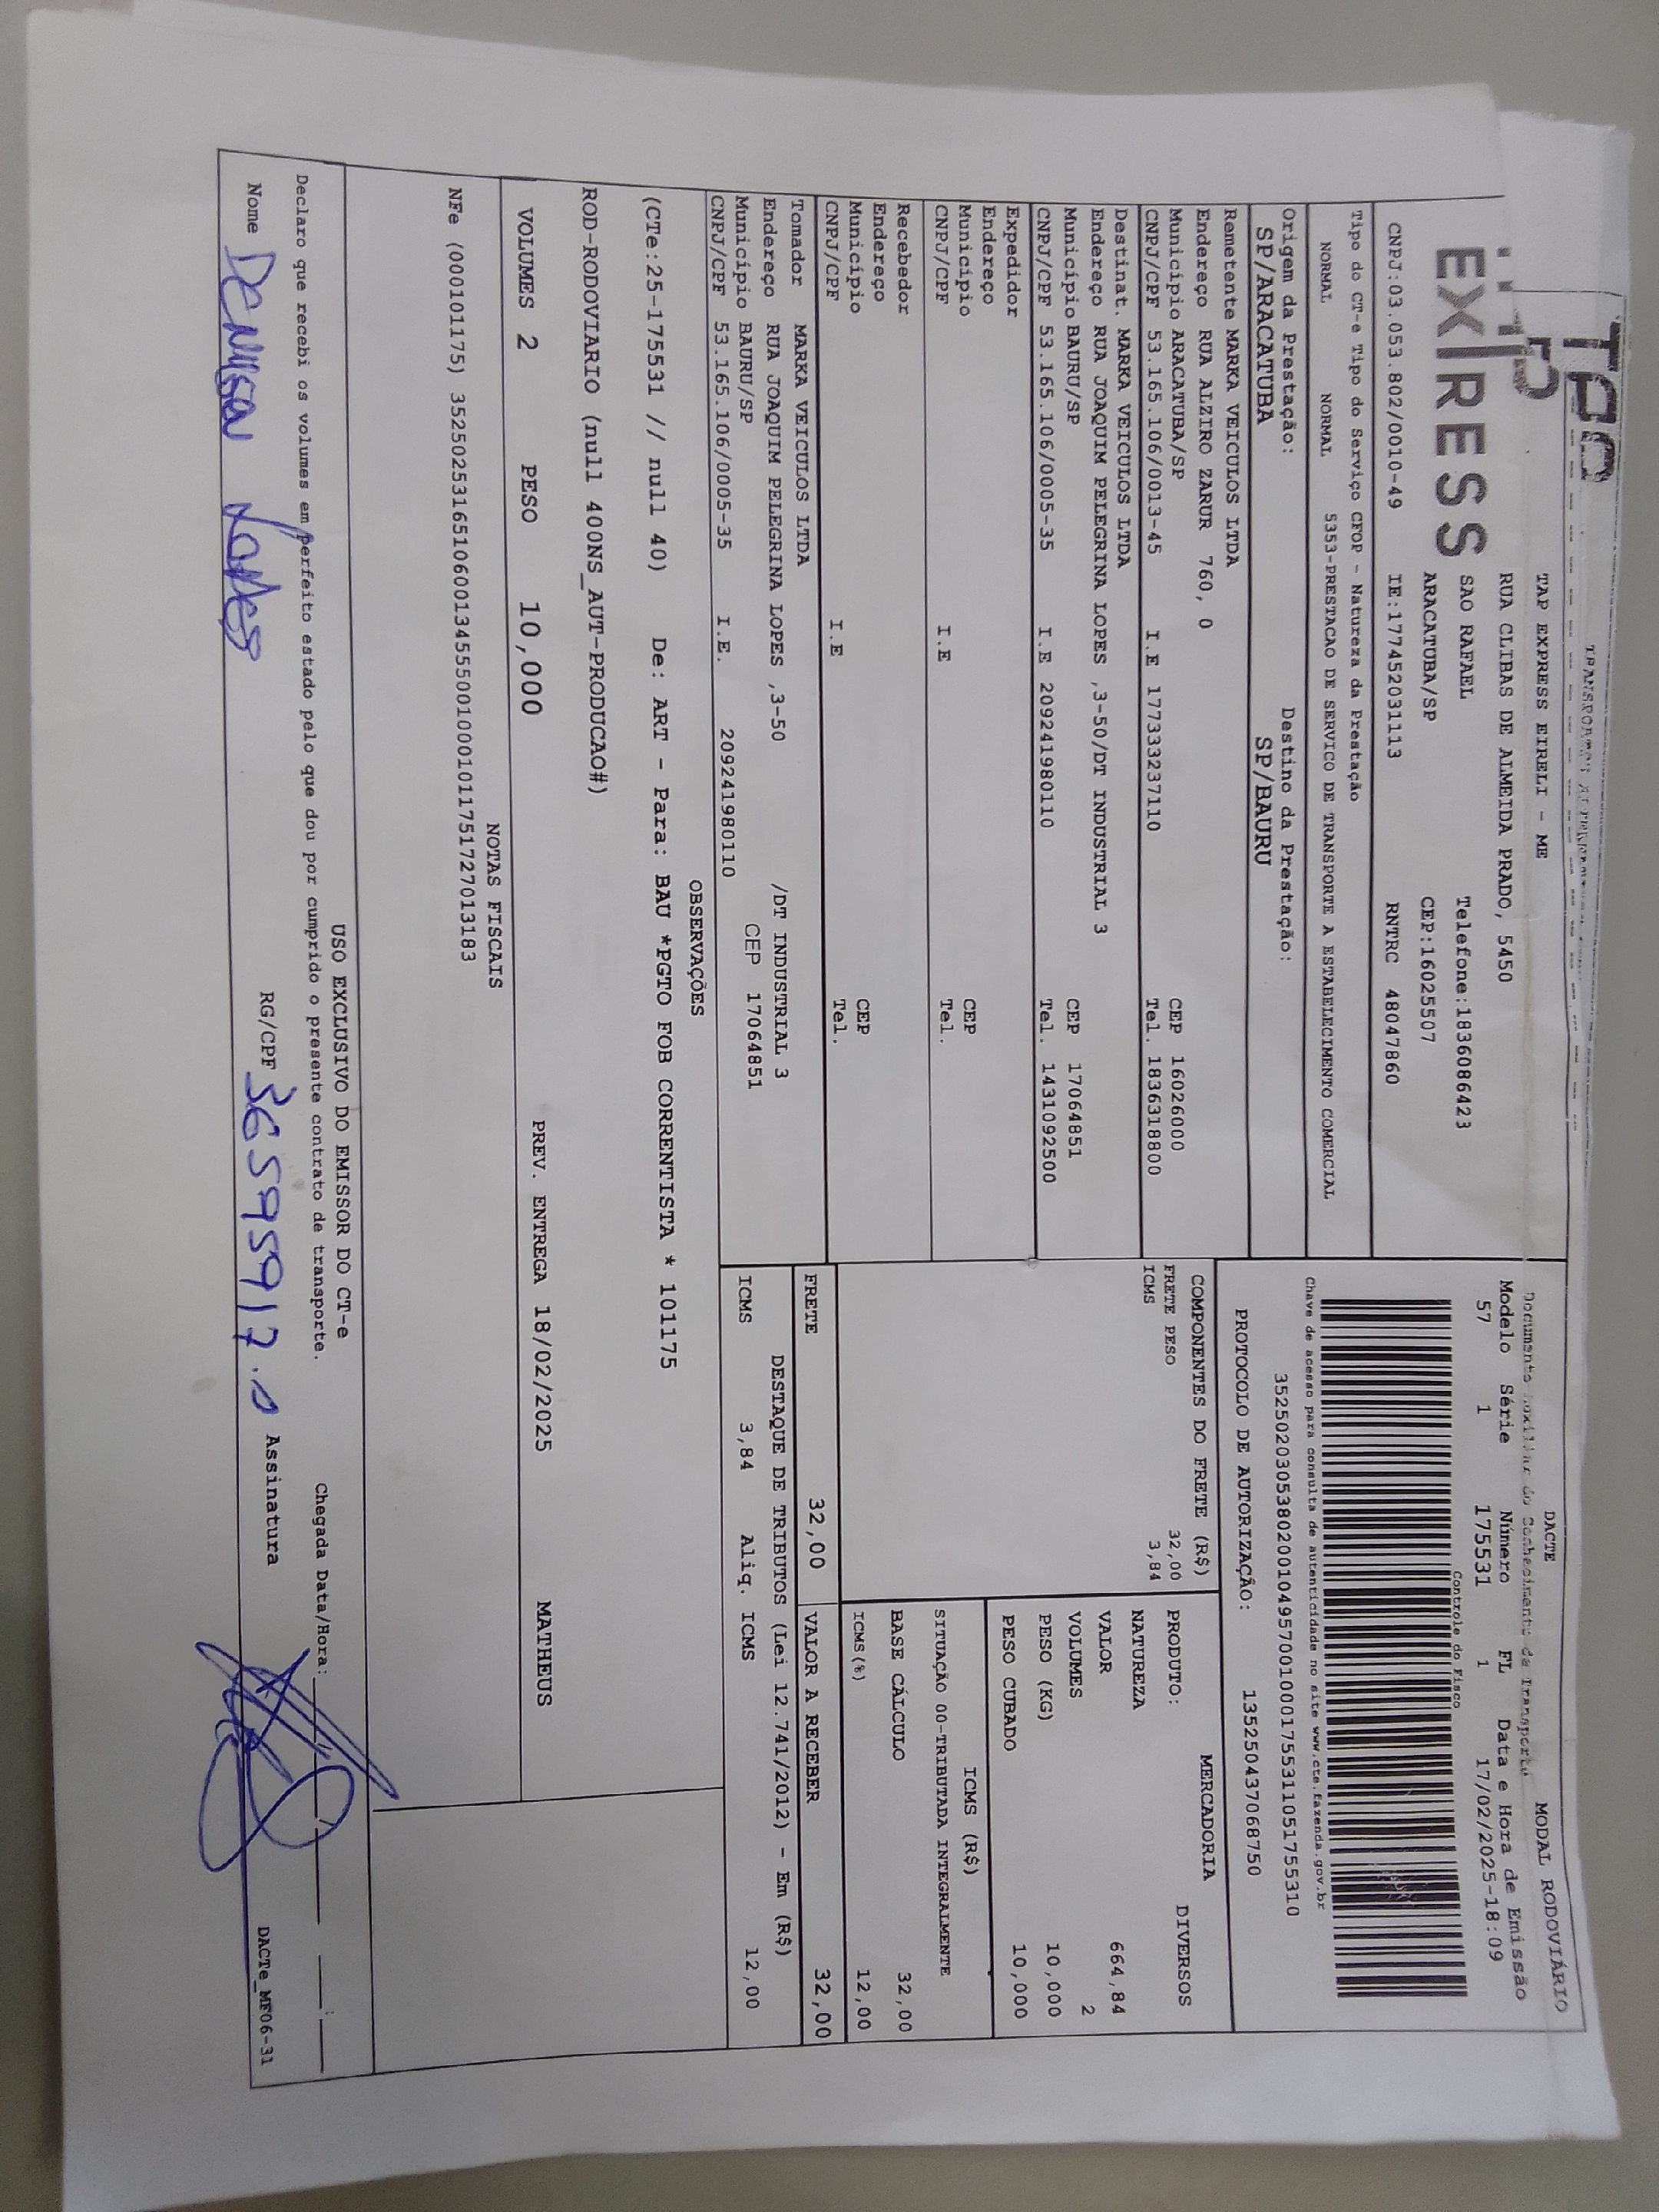 EXPRESS
TAP EXPRESS EIRELI - ME
RUA CLIBAS DE ALMEIDA PRADO, 5450
SAO RAFAEL Telefone:1836086423
ARACATUBA/SP CEP:16025507
CNPJ:03.053.802/0010-49 IE:177452031113 RNTRC 48047860
Tipo do CT-e Tipo do Serviço CFOP - Natureza da Prestação
NORMAL NORMAL 5353-PRESTACAO DE SERVICO DE TRANSPORTE A ESTABELECIMENTO COMERCIAL
Origem da Prestação: Destino da Prestação:
SP/ARACATUBA SP/BAURU
DACTE MODAL RODOVIÁRIO
Documento Auxiliar do Conhecimento de Transporte
Modelo Série Número FL Data e Hora de Emissão
57 1 175531 1 17/02/2025-18:09
Controle do Fisco
Chave de acesso para consulta de autenticidade no site www.cte.fazenda.gov.br
35250203053802001049570010001755311051755310
PROTOCOLO DE AUTORIZAÇÃO: 135250437068750
Remetente MARKA VEICULOS LTDA
Endereço RUA ALZIRO ZARUR 760, 0
Município ARACATUBA/SP CEP 16026000
CNPJ/CPF 53.165.106/0013-45 I.E 177333237110 Tel. 1836318800
Destinat. MARKA VEICULOS LTDA
Endereço RUA JOAQUIM PELEGRINA LOPES ,3-50/DT INDUSTRIAL 3
Município BAURU/SP CEP 17064851
CNPJ/CPF 53.165.106/0005-35 I.E 209241980110 Tel. 1431092500
Expedidor
Endereço
Município CEP
CNPJ/CPF I.E Tel.
Recebedor
Endereço
Município CEP
CNPJ/CPF I.E Tel.
Tomador MARKA VEICULOS LTDA
Endereço RUA JOAQUIM PELEGRINA LOPES ,3-50 /DT INDUSTRIAL 3
Município BAURU/SP CEP 17064851
CNPJ/CPF 53.165.106/0005-35 I.E. 209241980110
COMPONENTES DO FRETE (R$)
FRETE PESO 32,00
ICMS 3,84
MERCADORIA
PRODUTO: DIVERSOS
NATUREZA
VALOR 664,84
VOLUMES 2
PESO (KG) 10,000
PESO CUBADO 10,000
ICMS (R$)
SITUAÇÃO 00-TRIBUTADA INTEGRALMENTE
BASE CÁLCULO 32,00
ICMS(%) 12,00
FRETE 32,00 VALOR A RECEBER 32,00
DESTAQUE DE TRIBUTOS (Lei 12.741/2012) - Em (R$)
ICMS 3,84 Aliq. ICMS 12,00
OBSERVAÇÕES
(CTe:25-175531 // null 40) De: ART - Para: BAU *PGTO FOB CORRENTISTA * 101175
ROD-RODOVIARIO (null 400NS_AUT-PRODUCAO#)
VOLUMES 2 PESO 10,000 PREV. ENTREGA 18/02/2025 MATHEUS
NOTAS FISCAIS
NFe (000101175) 35250253165106001345550010001011751727013183
USO EXCLUSIVO DO EMISSOR DO CT-e
Declaro que recebi os volumes em perfeito estado pelo que dou por cumprido o presente contrato de transporte. Chegada Data/Hora:
Nome RG/CPF Assinatura DACTe_MF06-31